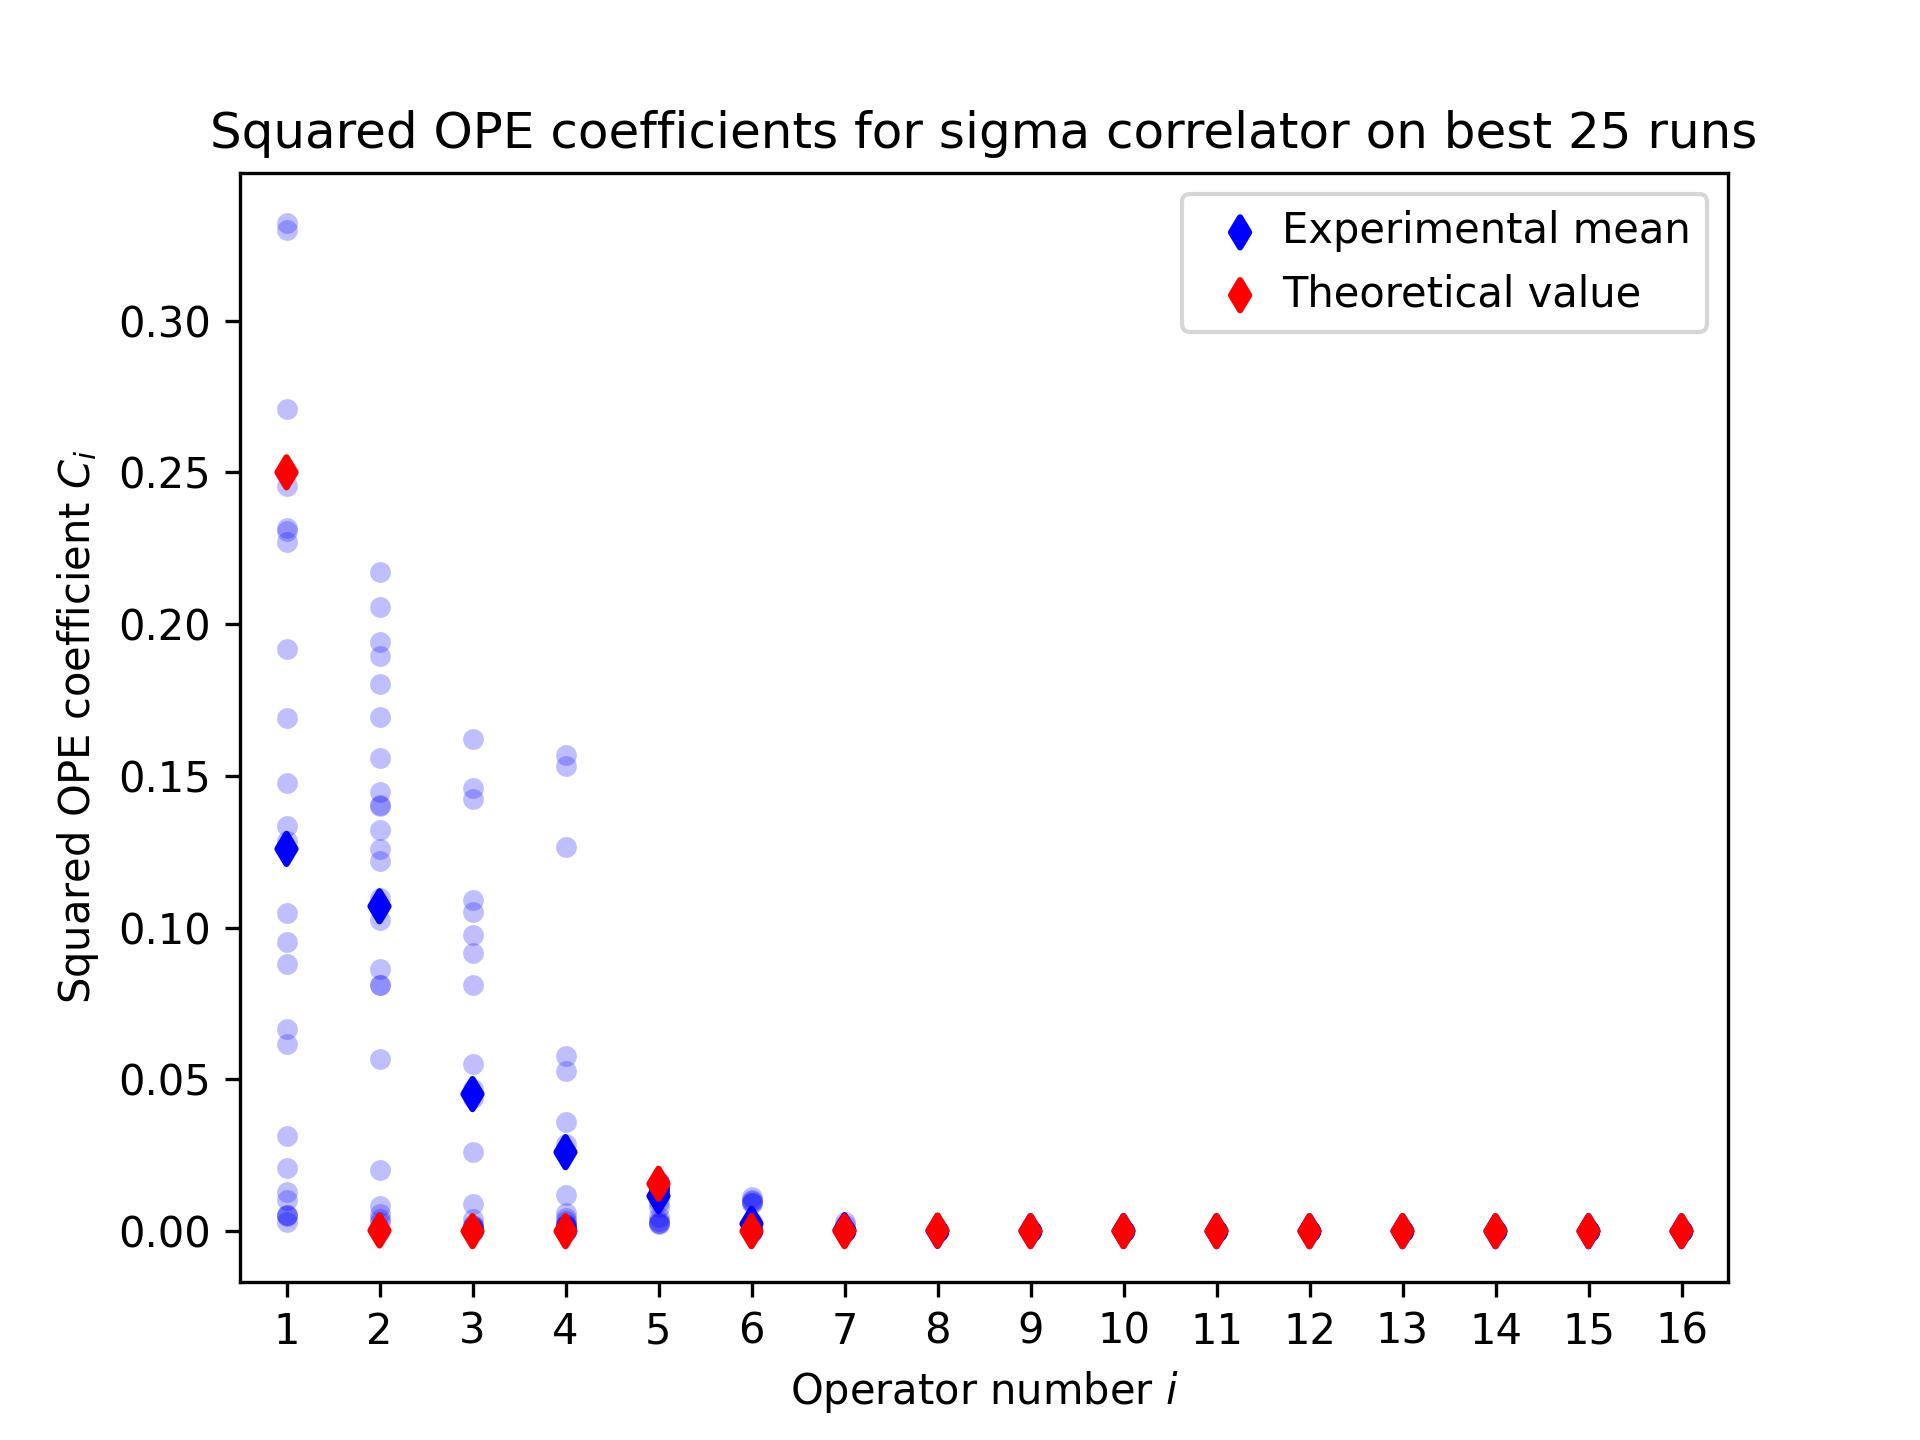 Squared OPE coefficients for sigma correlator on best 25 runs
Experimental mean
Theoretical value
Squared OPE coefficient C_i
0.30
0.25
0.20
0.15
0.10
0.05
0.00
1 2 3 4 5 6 7 8 9 10 11 12 13 14 15 16
Operator number i